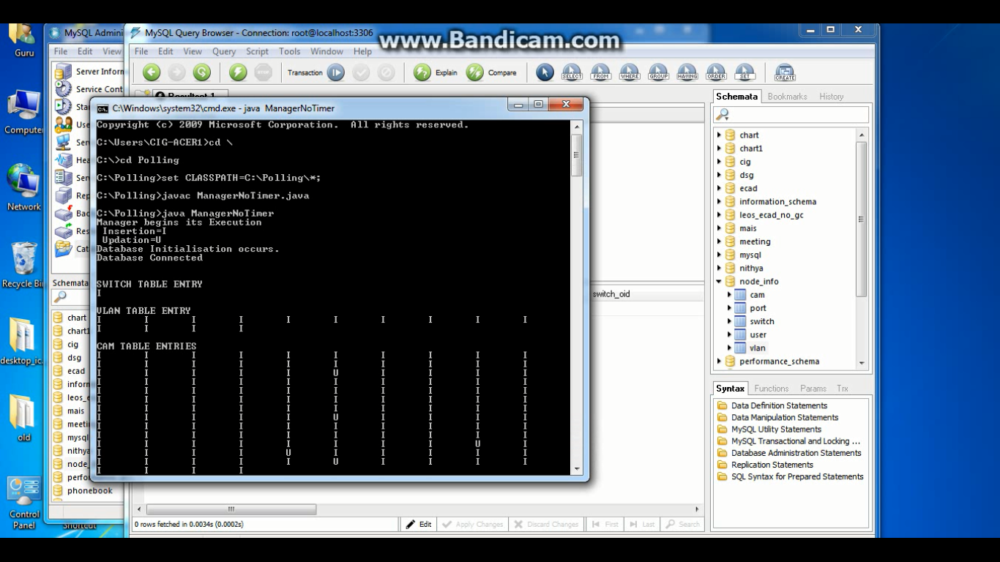 www.Bandicam.com
Guru
Computer
Network
Recycle Bin
desktop_ic
old
Control
Panel
Shortcut
MySQL Admini
File Edit View
Server Inforn
Service Cont
Star
Use
Ser
Hea
Ser
Rep
Bac
Res
Cat
Schemata
chart
chart1
cig
dsg
ecad
inform
leos_e
mais
meetin
mysql
nithya
node_
perfor
phonebook
MySQL Query Browser - Connection: root@localhost:3306
File Edit View Query Script Tools Window Help
Transaction Explain Compare SELECT FROM WHERE GROUP HAVING ORDER SET CREATE
Resultset 1
C:\Windows\system32\cmd.exe - java ManagerNoTimer
Copyright (c) 2009 Microsoft Corporation. All rights reserved.
C:\Users\CIG-ACER1>cd \
C:\>cd Polling
C:\Polling>set CLASSPATH=C:\Polling\*;
C:\Polling>javac ManagerNoTimer.java
C:\Polling>java ManagerNoTimer
Manager begins its Execution
Insertion=I
Updation=U
Database Initialisation occurs.
Database Connected
SWITCH TABLE ENTRY
I
VLAN TABLE ENTRY
I I I I I I I I I I
I I I I
CAM TABLE ENTRIES
I I I I I I I I I I
I I I I I I I I I I
I I I I I U I I I I
I I I I I I I I I I
I I I I I I I I I I
I I I I I I I I I I
I I I I I I I I I I
I I I I I U I I I I
I I I I I I I I I I
I I I I I I I I I I
I I I I I I I I U I
I I I I U I I I I I
I I I I I U I I I I
I I I I
switch_oid
0 rows fetched in 0.0034s (0.0002s)
Edit Apply Changes Discard Changes First Last Search
Schemata Bookmarks History
chart
chart1
cig
dsg
ecad
information_schema
leos_ecad_no_gc
mais
meeting
mysql
nithya
node_info
cam
port
switch
user
vlan
performance_schema
Syntax Functions Params Trx
Data Definition Statements
Data Manipulation Statements
MySQL Utility Statements
MySQL Transactional and Locking ...
Database Administration Statements
Replication Statements
SQL Syntax for Prepared Statements